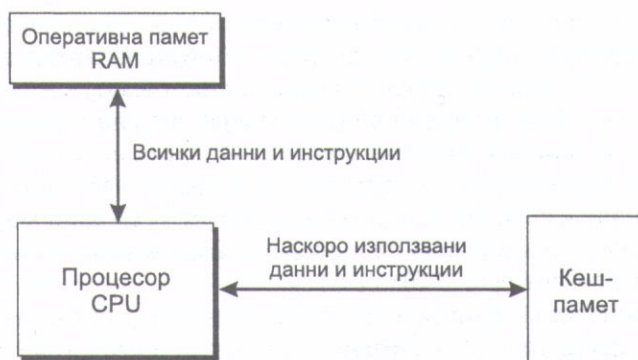 Оперативна памет
RAM
Всички данни и инструкции
Процесор
CPU
Наскоро използвани
данни и инструкции
Кеш-
памет